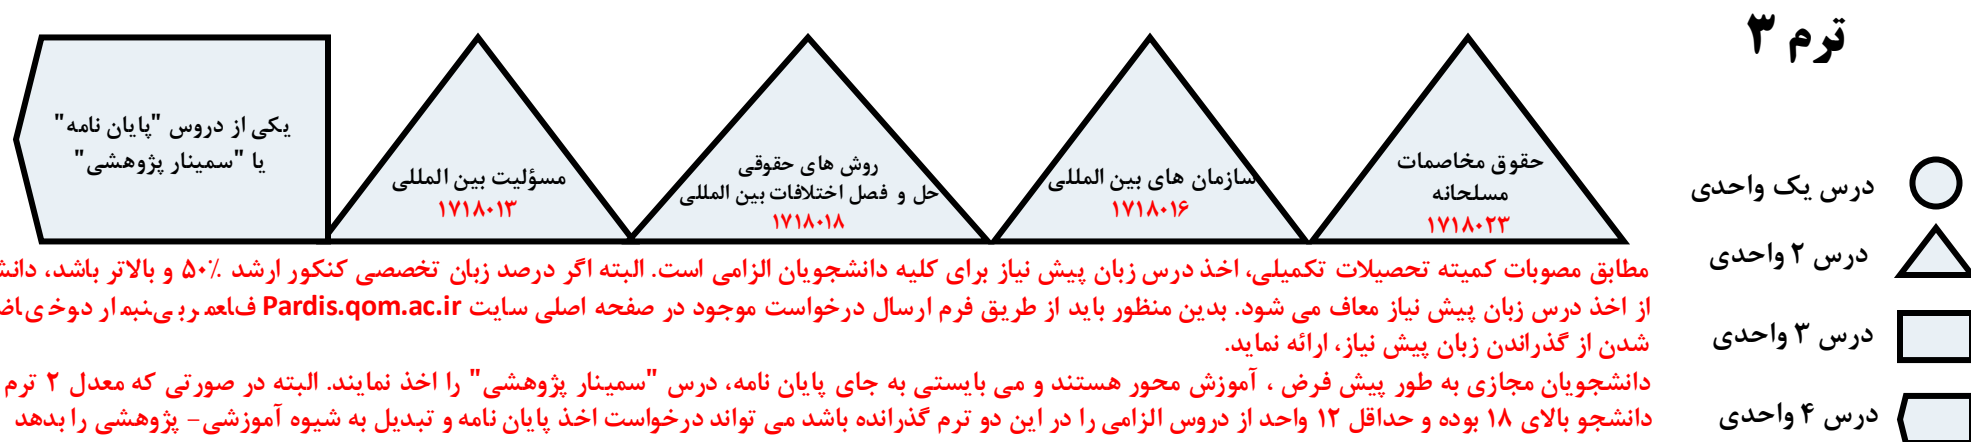 ترم ۳
حقوق مخاصمات
مسلحانه
۱۷۱۸۰۲۳
سازمان های بین المللی
۱۷۱۸۰۱۶
روش های حقوقی
حل و فصل اختلافات بین المللی
۱۷۱۸۰۱۸
مسؤلیت بین المللی
۱۷۱۸۰۱۳
یکی از دروس "پایان نامه"
یا "سمینار پژوهشی"
درس یک واحدی
درس ۲ واحدی
درس ۳ واحدی
درس ۴ واحدی
مطابق مصوبات کمیته تحصیلات تکمیلی، اخذ درس زبان پیش نیاز برای کلیه دانشجویان الزامی است. البته اگر درصد زبان تخصصی کنکور ارشد ۵۰٪ و بالاتر باشد،
از اخذ درس زبان پیش نیاز معاف می شود. بدین منظور باید از طریق فرم ارسال درخواست موجود در صفحه اصلی سایت Pardis.qom.ac.ir
شدن از گذراندن زبان پیش نیاز، ارائه نماید.
دانشجویان مجازی به طور پیش فرض ، آموزش محور هستند و می بایستی به جای پایان نامه، درس "سمینار پژوهشی" را اخذ نمایند. البته در صورتی که معدل ۲ ترم
دانشجو بالای ۱۸ بوده و حداقل ۱۲ واحد از دروس الزامی را در این دو ترم گذرانده باشد می تواند درخواست اخذ پایان نامه و تبدیل به شیوه آموزشی- پژوهشی را بدهد